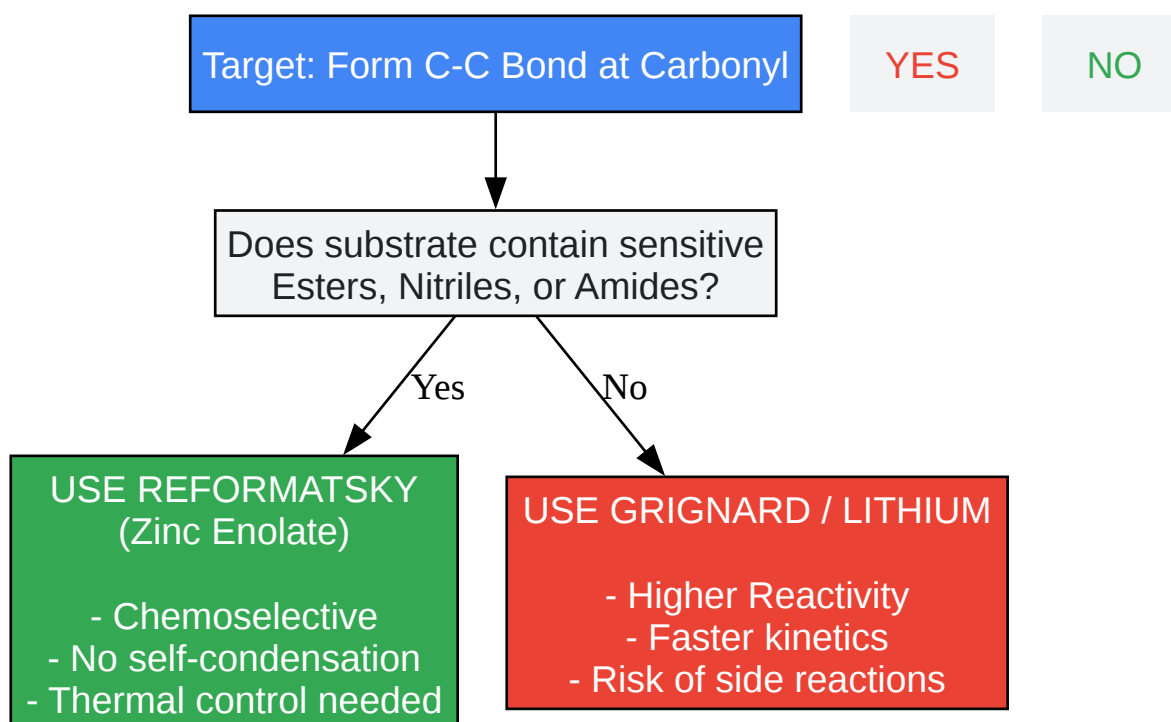 Target: Form C-C Bond at Carbonyl
YES
NO
Does substrate contain sensitive
Esters, Nitriles, or Amides?
Yes
No
USE REFORMATSKY
(Zinc Enolate)
- Chemoselective
- No self-condensation
- Thermal control needed
USE GRIGNARD / LITHIUM
- Higher Reactivity
- Faster kinetics
- Risk of side reactions